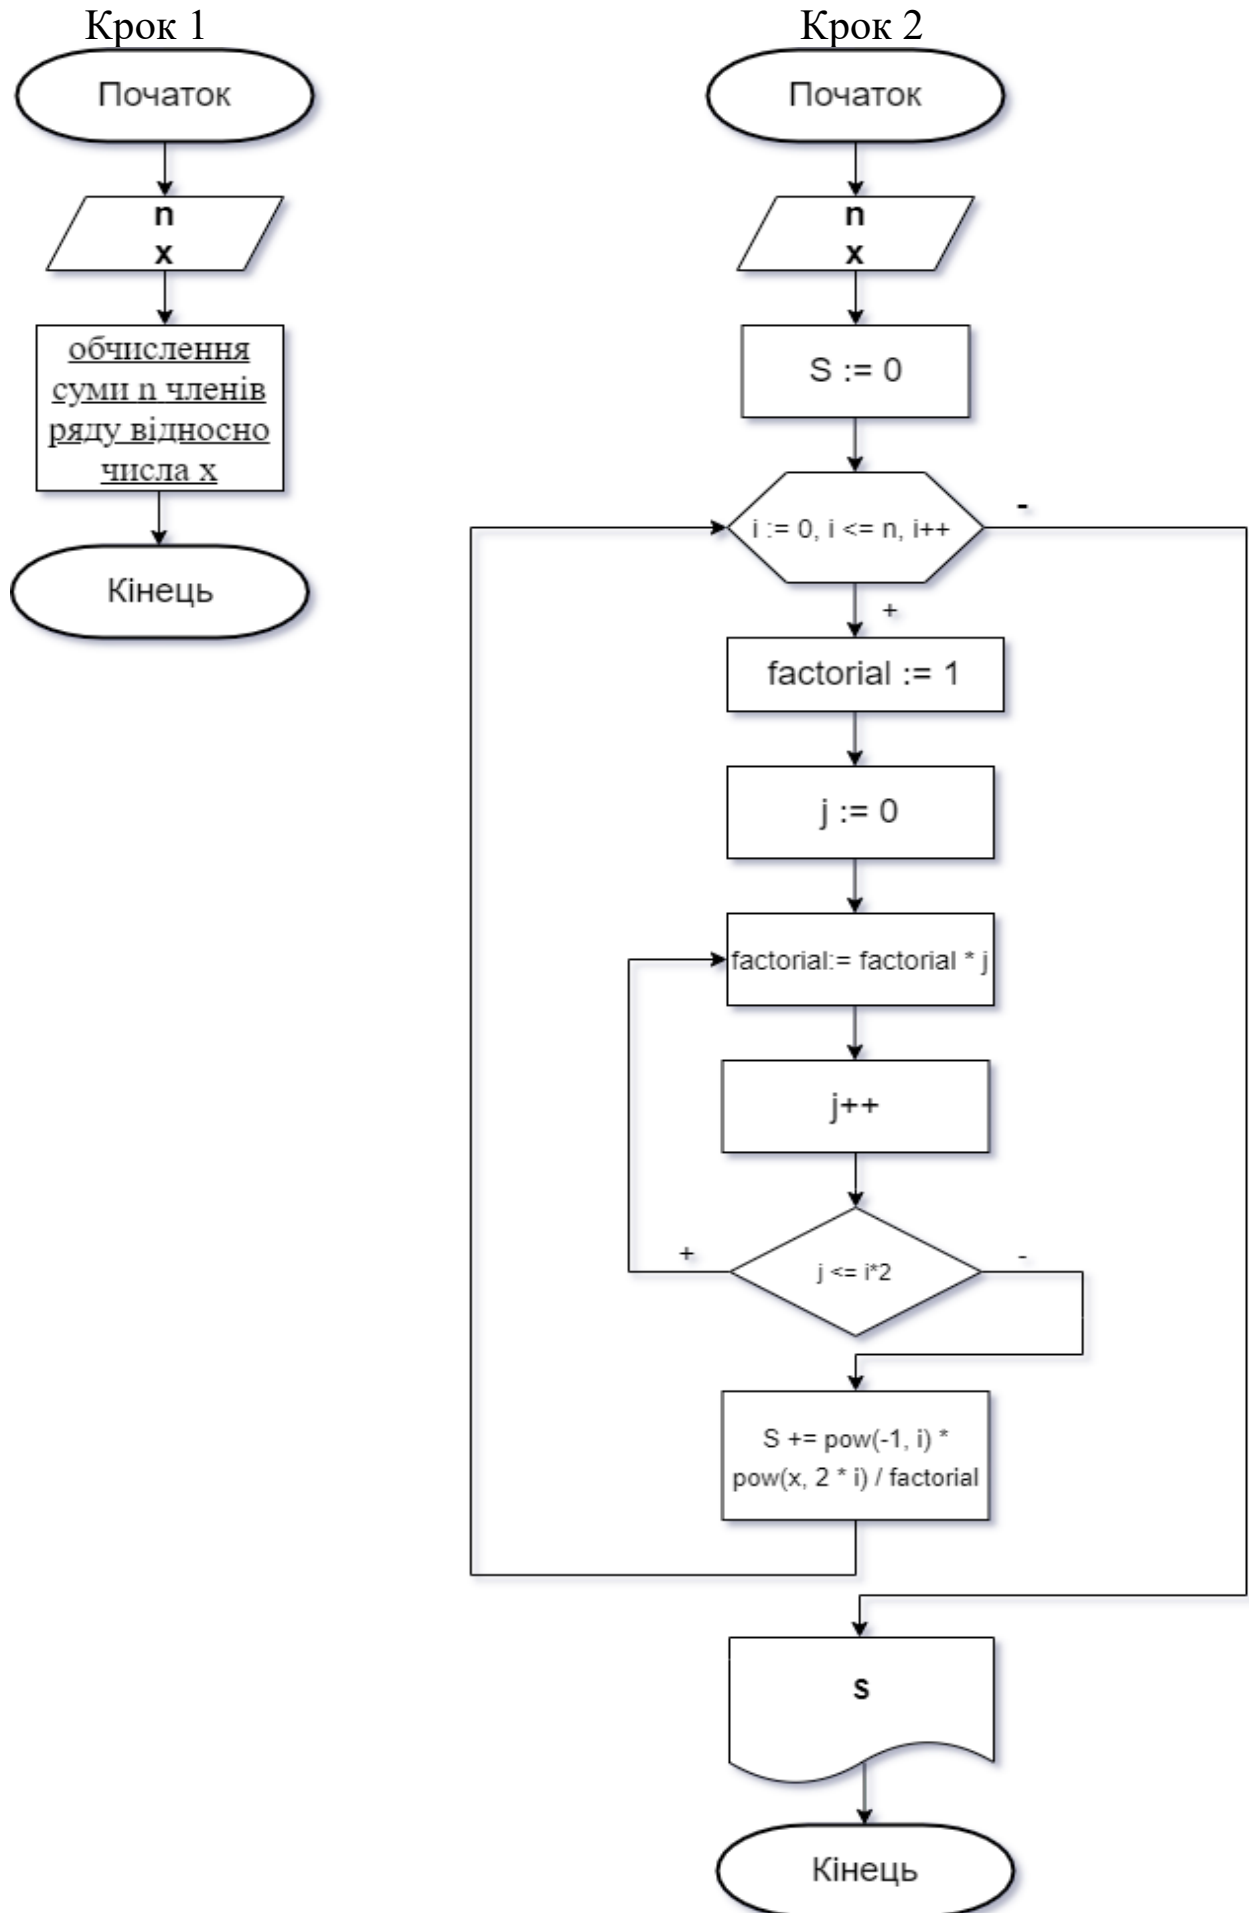 Крок 1
Початок
n
x
обчислення
суми n членів
ряду відносно
числа x
Кінець
Крок 2
Початок
n
x
S := 0
i := 0, i <= n, i++
-
+
factorial := 1
j := 0
factorial:= factorial * j
j++
+
j <= i*2
-
S += pow(-1, i) *
pow(x, 2 * i) / factorial
S
Кінець